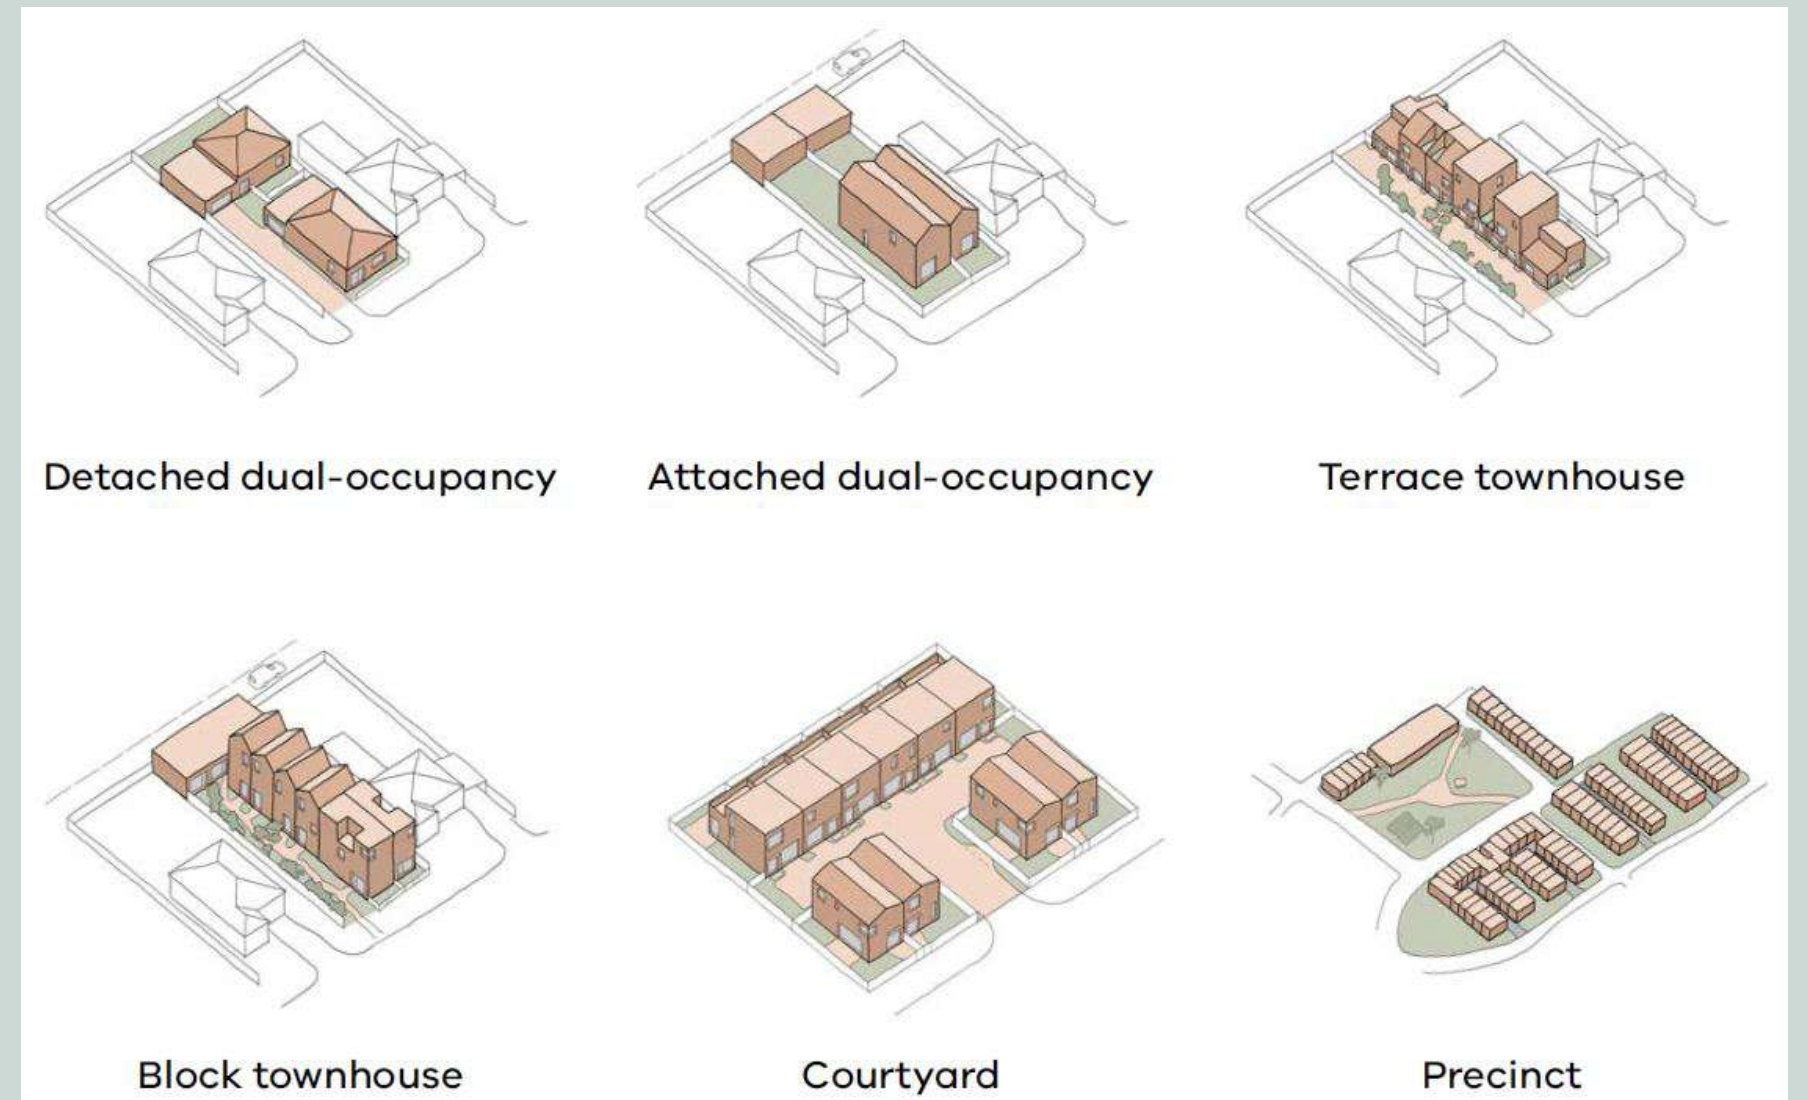 Detached dual-occupancy
Attached dual-occupancy
Terrace townhouse
Block townhouse
Courtyard
Precinct